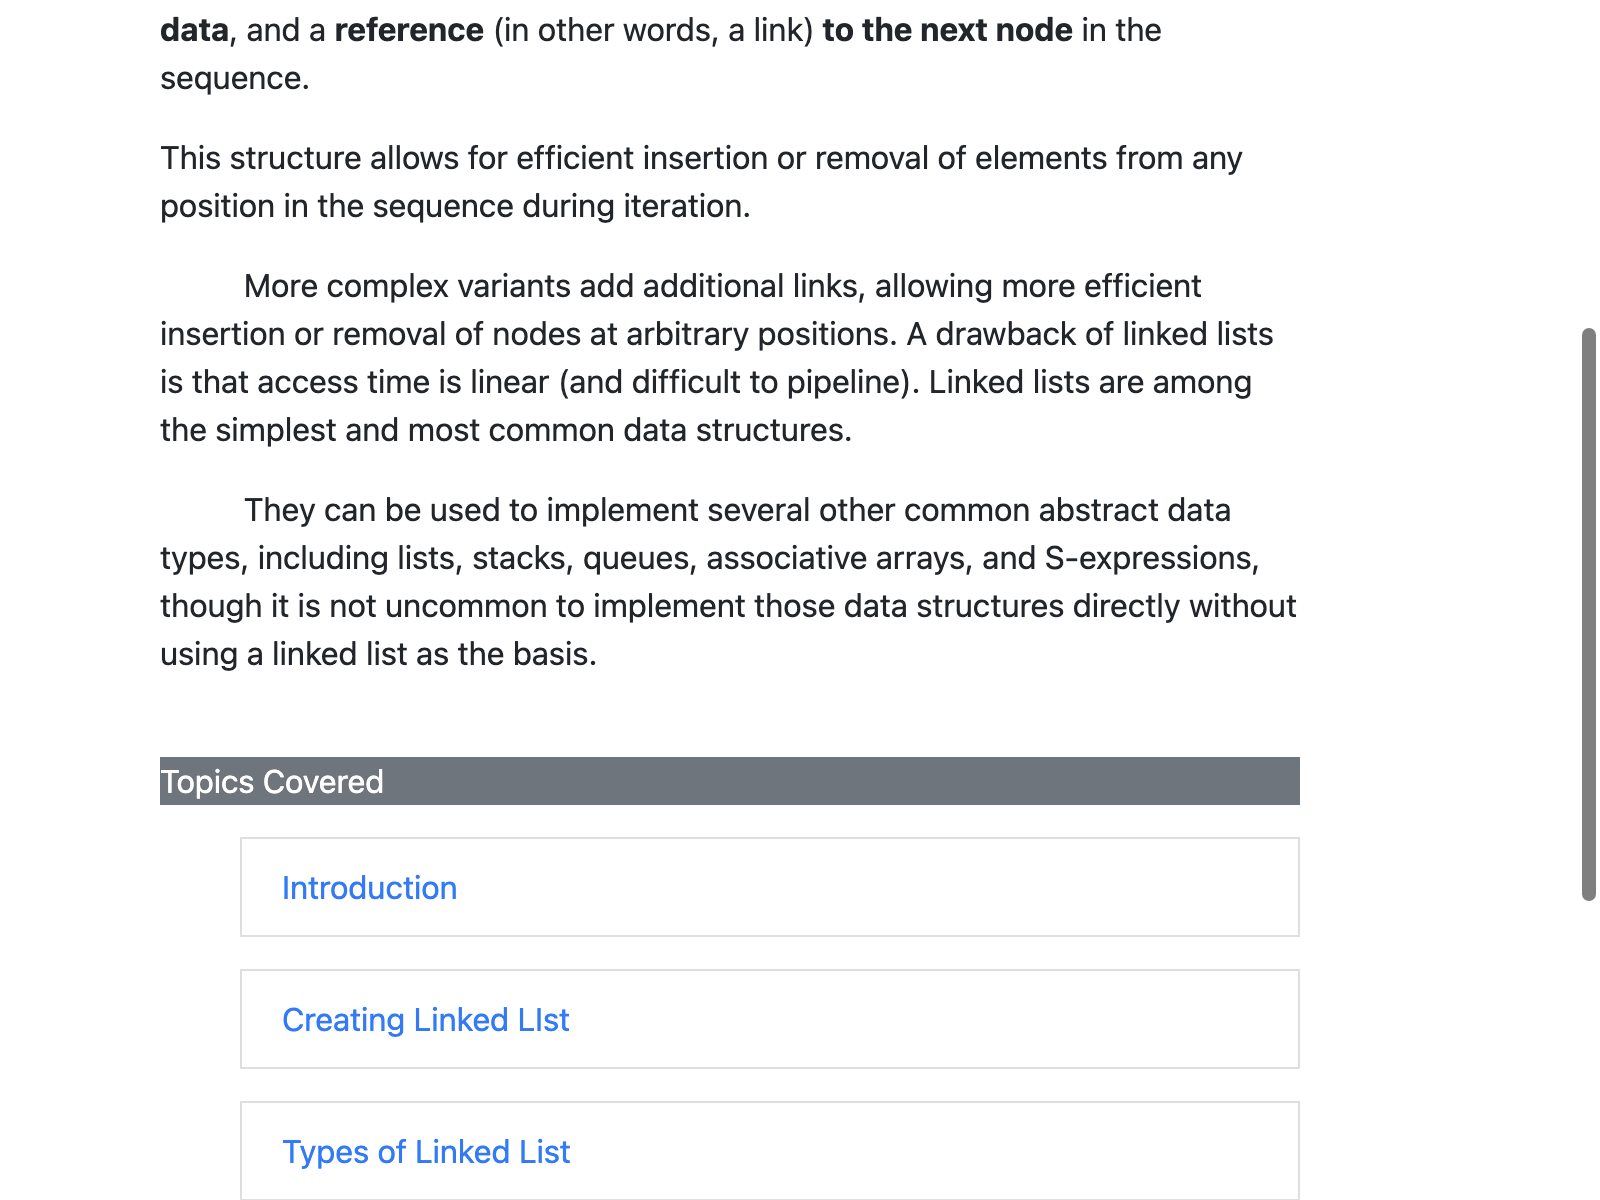 data, and a reference (in other words, a link) to the next node in the
sequence.
This structure allows for efficient insertion or removal of elements from any
position in the sequence during iteration.
More complex variants add additional links, allowing more efficient
insertion or removal of nodes at arbitrary positions. A drawback of linked lists
is that access time is linear (and difficult to pipeline). Linked lists are among
the simplest and most common data structures.
They can be used to implement several other common abstract data
types, including lists, stacks, queues, associative arrays, and S-expressions,
though it is not uncommon to implement those data structures directly without
using a linked list as the basis.
Topics Covered
Introduction
Creating Linked LIst
Types of Linked List